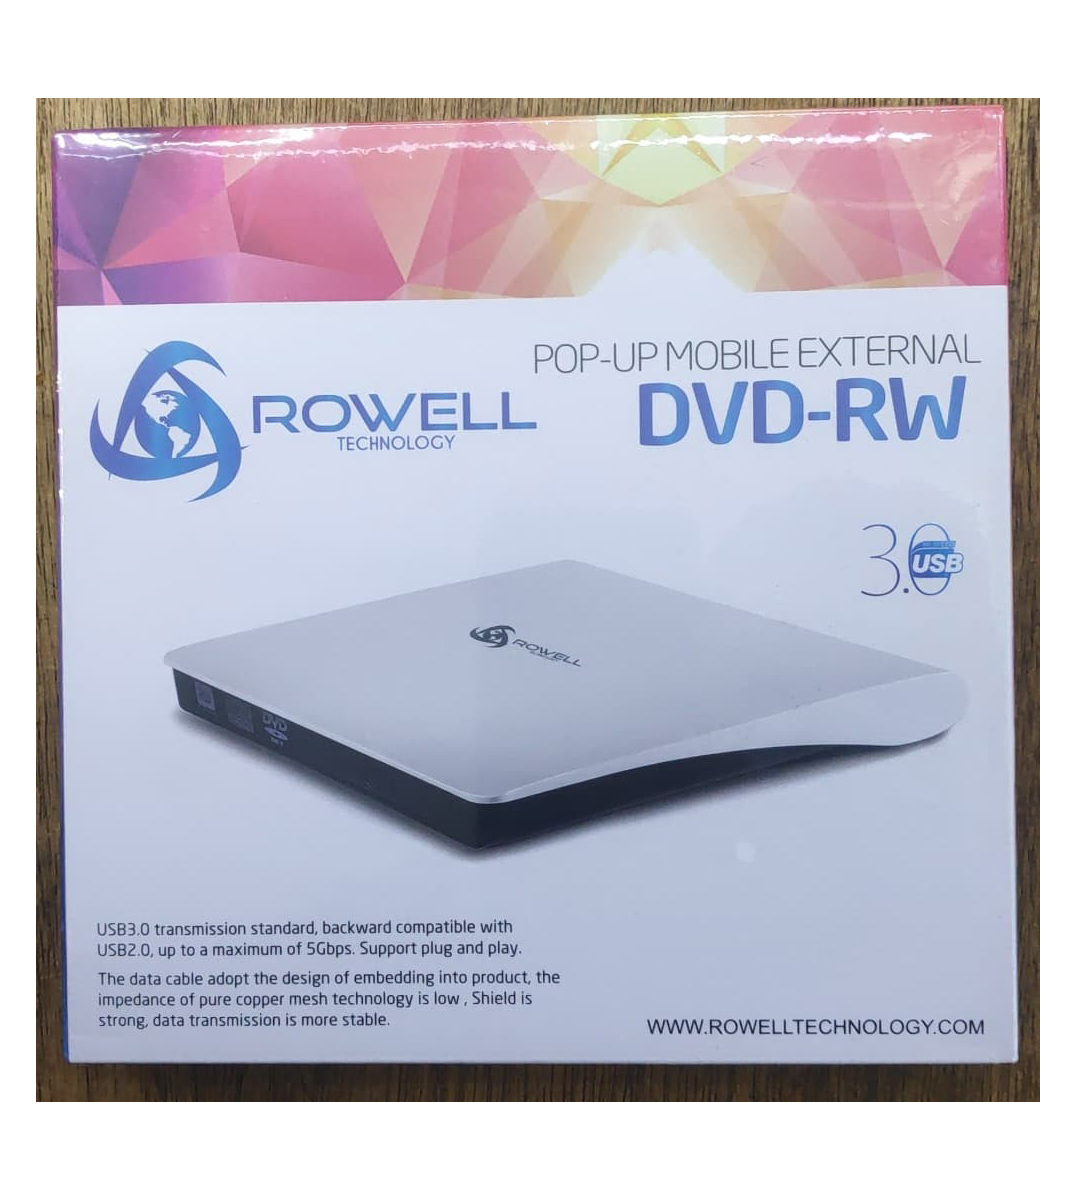 POP-UP MOBILE EXTERNAL
DVD-RW
ROWELL
TECHNOLOGY
3.0
USB
ROWELL
DVD
USB3.0 transmission standard, backward compatible with
USB2.0, up to a maximum of 5Gbps. Support plug and play.
The data cable adopt the design of embedding into product, the
impedance of pure copper mesh technology is low , Shield is
strong, data transmission is more stable.
WWW.ROWELLTECHNOLOGY.COM